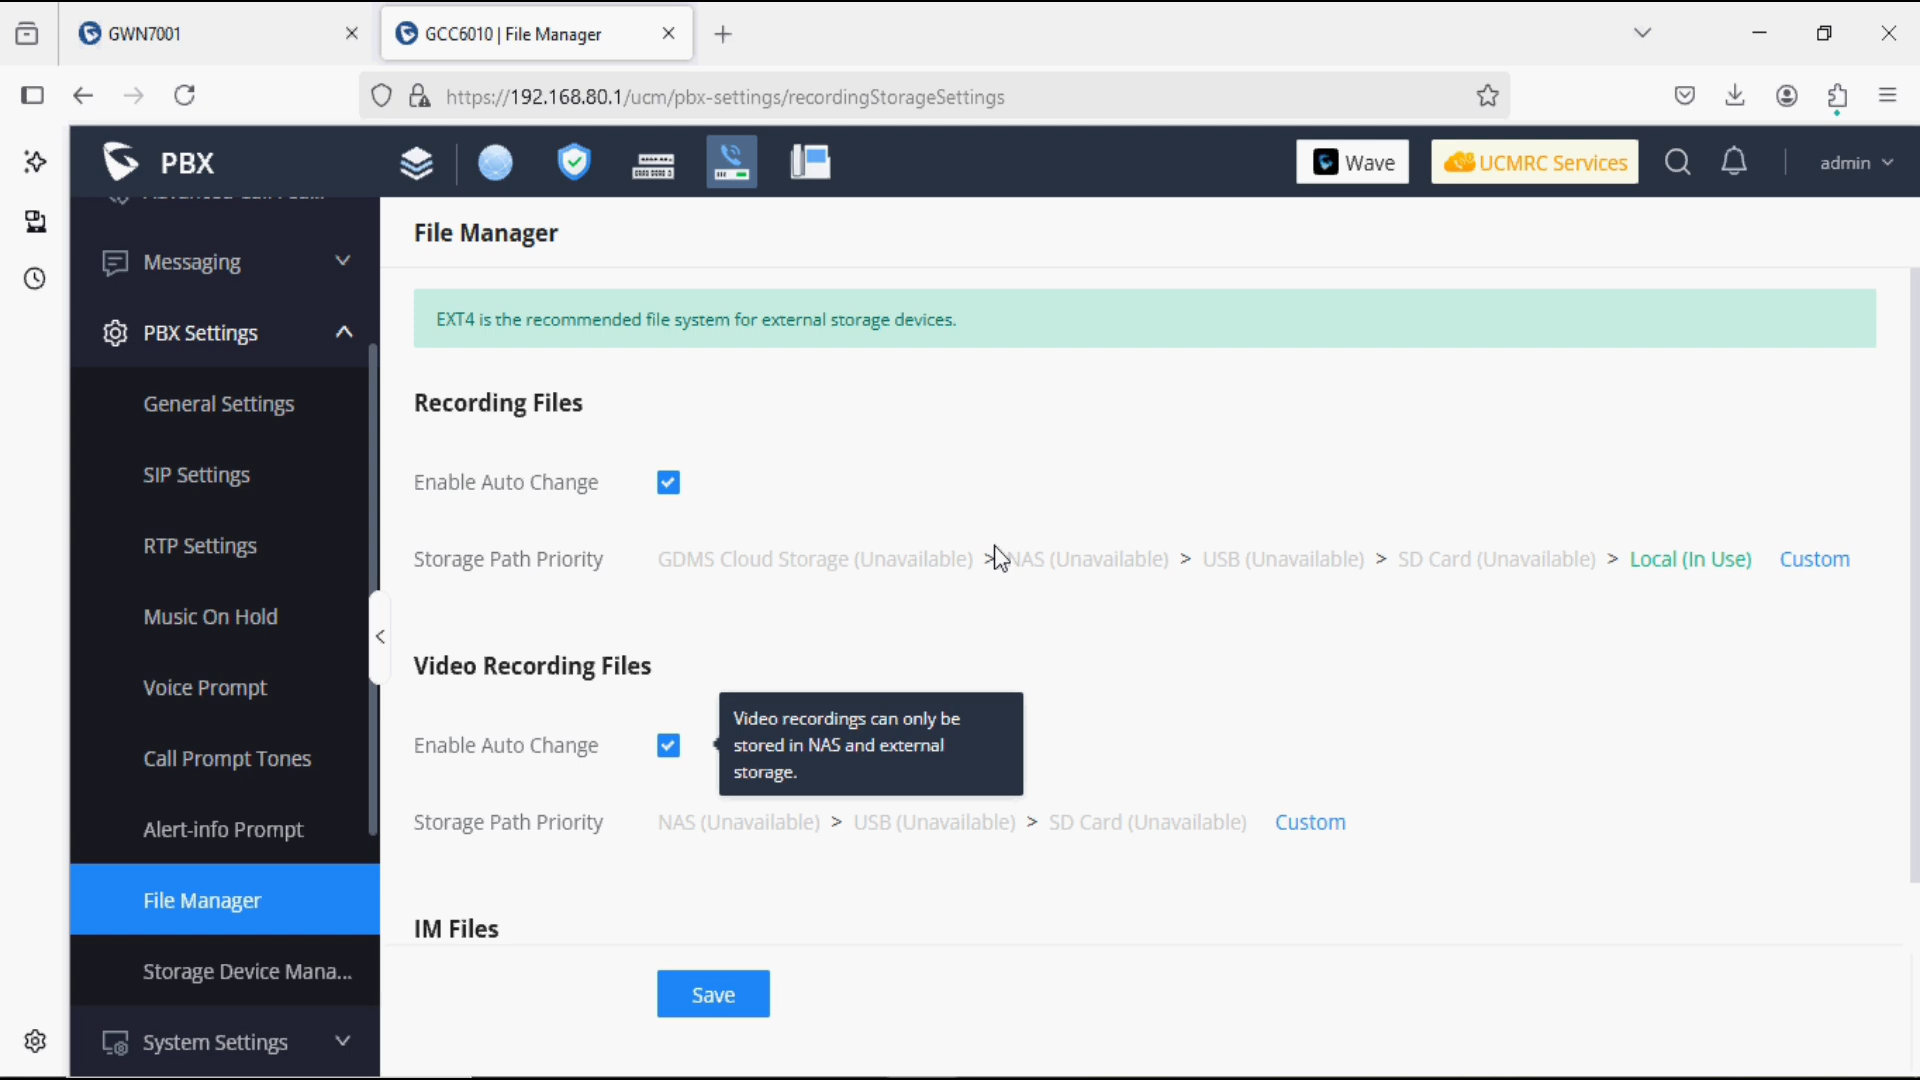 GWN7001
GCC6010 | File Manager
https://192.168.80.1/ucm/pbx-settings/recordingStorageSettings
PBX
Wave
UCMRC Services
admin
Messaging
PBX Settings
General Settings
SIP Settings
RTP Settings
Music On Hold
Voice Prompt
Call Prompt Tones
Alert-info Prompt
File Manager
Storage Device Mana...
System Settings
File Manager
EXT4 is the recommended file system for external storage devices.
Recording Files
Enable Auto Change
Storage Path Priority GDMS Cloud Storage (Unavailable) > NAS (Unavailable) > USB (Unavailable) > SD Card (Unavailable) > Local (In Use) Custom
Video Recording Files
Enable Auto Change
Video recordings can only be
stored in NAS and external
storage.
Storage Path Priority NAS (Unavailable) > USB (Unavailable) > SD Card (Unavailable) Custom
IM Files
Save